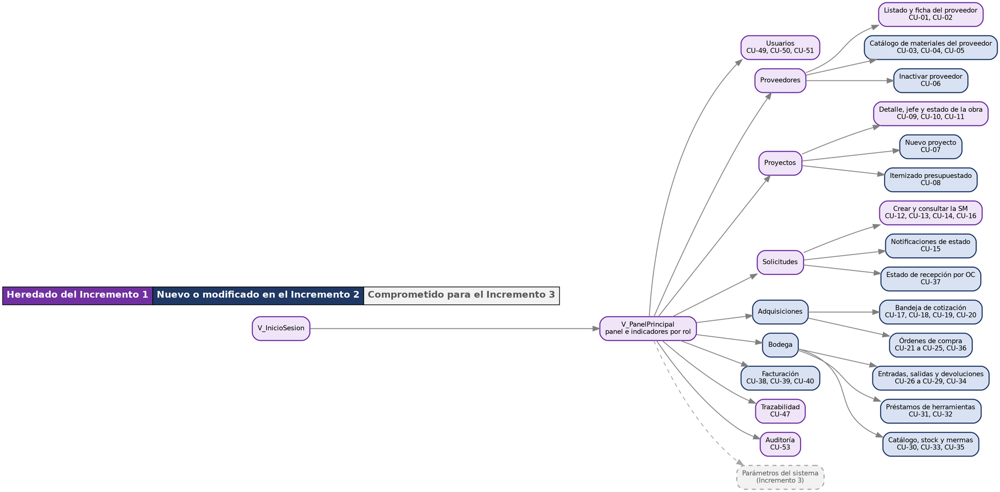 Listado y ficha del proveedor
CU-01, CU-02
Usuarios
CU-49, CU-50, CU-51
Catálogo de materiales del proveedor
CU-03, CU-04, CU-05
Proveedores
Inactivar proveedor
CU-06
Detalle, jefe y estado de la obra
CU-09, CU-10, CU-11
Nuevo proyecto
CU-07
Proyectos
Itemizado presupuestado
CU-08
Crear y consultar la SM
CU-12, CU-13, CU-14, CU-16
Notificaciones de estado
CU-15
Solicitudes
Estado de recepción por OC
CU-37
Heredado del Incremento 1
Nuevo o modificado en el Incremento 2
Comprometido para el Incremento 3
Adquisiciones
Bandeja de cotización
CU-17, CU-18, CU-19, CU-20
V_InicioSesion
V_PanelPrincipal
panel e indicadores por rol
Bodega
Órdenes de compra
CU-21 a CU-25, CU-36
Facturación
CU-38, CU-39, CU-40
Entradas, salidas y devoluciones
CU-26 a CU-29, CU-34
Trazabilidad
CU-47
Préstamos de herramientas
CU-31, CU-32
Auditoría
CU-53
Catálogo, stock y mermas
CU-30, CU-33, CU-35
Parámetros del sistema
(Incremento 3)